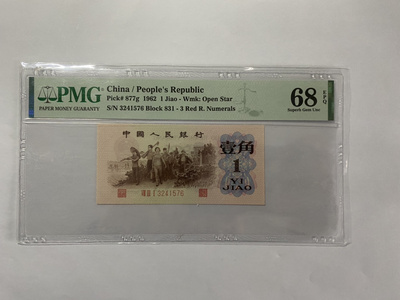 PMG
PAPER MONEY GUARANTY
China / People's Republic
Pick# 877g 1962 1 Jiao - Wmk: Open Star
S/N 3241576 Block 831 - 3 Red R. Numerals
68 EPQ
Superb Gem Unc
中国人民银行
壹角
1
YI
JIAO
3241576